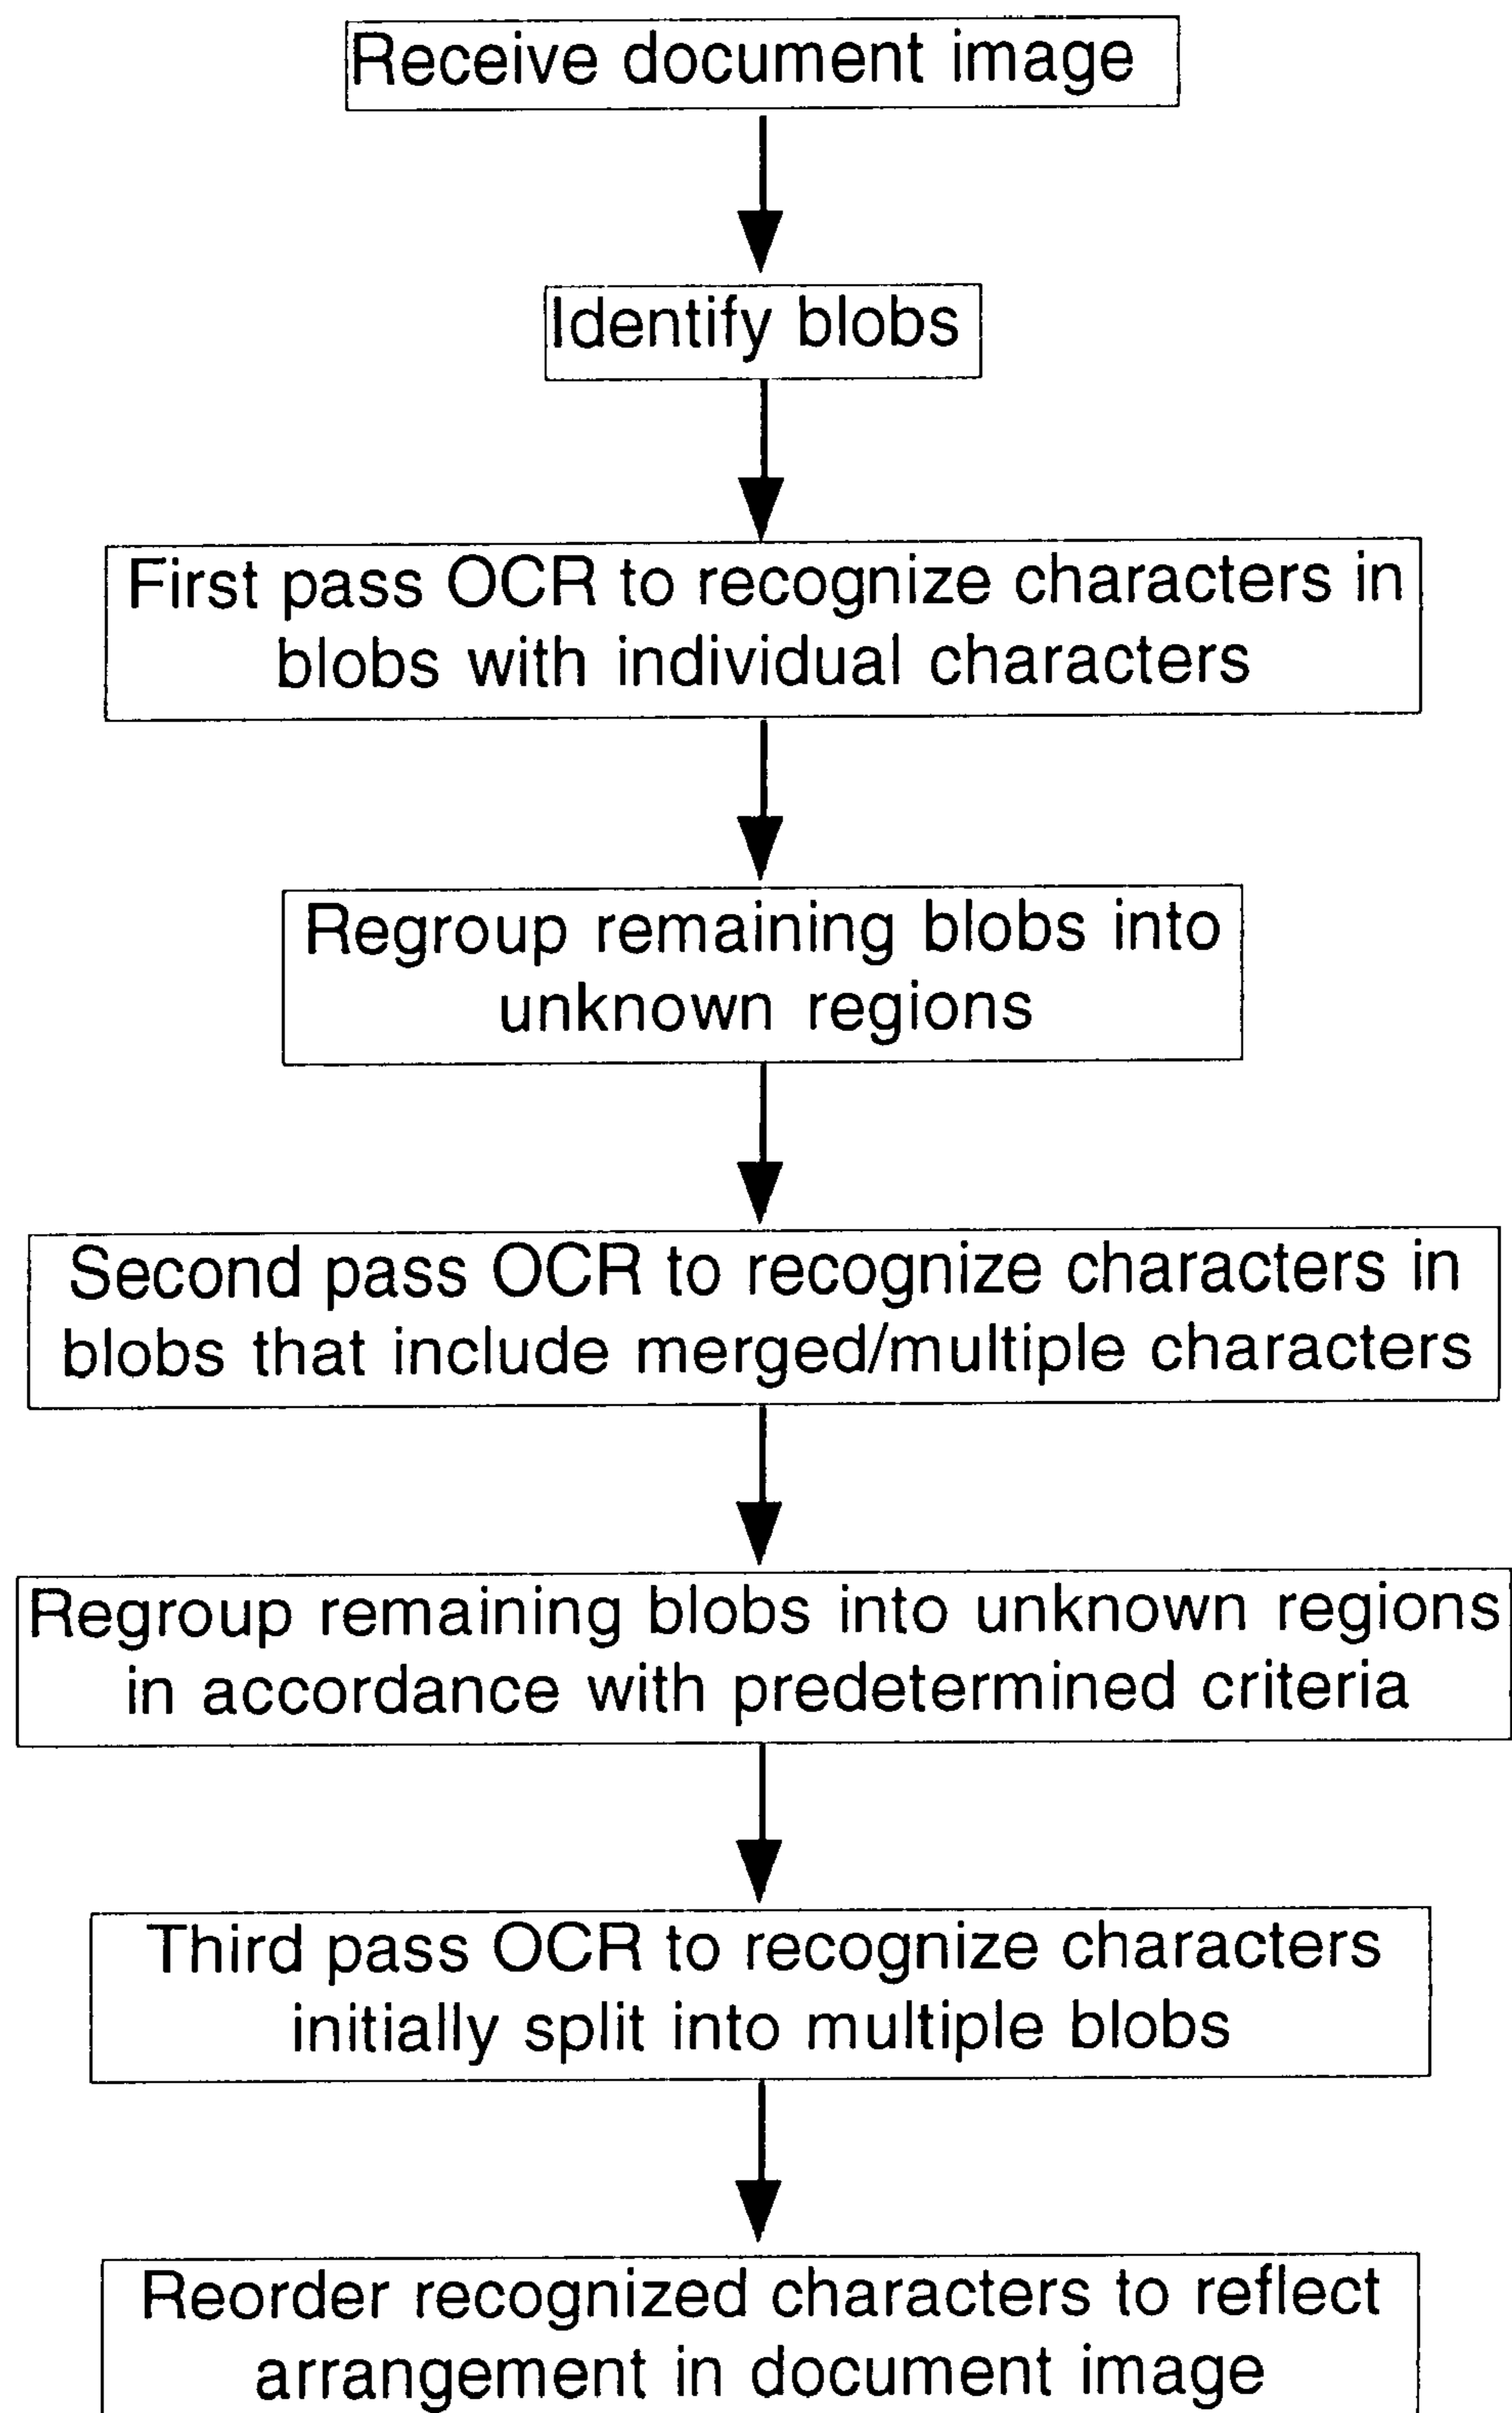 Receive document image
Identify blobs
First pass OCR to recognize characters in
blobs with individual characters
Regroup remaining blobs into
unknown regions
Second pass OCR to recognize characters in
blobs that include merged/multiple characters
Regroup remaining blobs into unknown regions
in accordance with predetermined criteria
Third pass OCR to recognize characters
initially split into multiple blobs
Reorder recognized characters to reflect
arrangement in document image